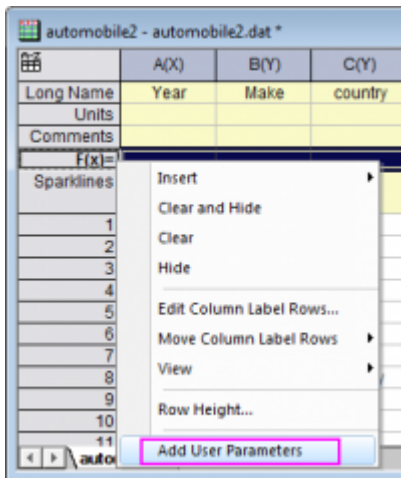 automobile2 - automobile2.dat *
A(X) B(Y) C(Y)
Long Name Year Make country
Units
Comments
F(x)=
Sparklines
Insert
Clear and Hide
Clear
Hide
Edit Column Label Rows...
Move Column Label Rows
View
Row Height...
Add User Parameters
1
2
3
4
5
6
7
8
9
10
11
auto